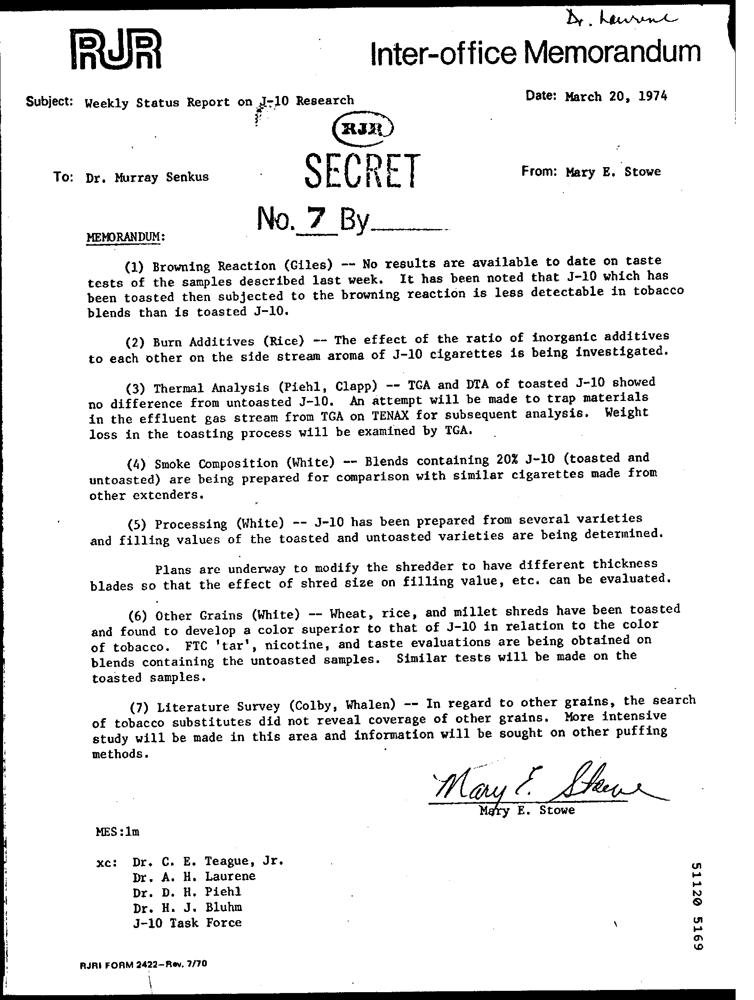 Dr. Laurene
RJR
Inter-office Memorandum
Subject: Weekly Status Report on J-10 Research
Date: March 20, 1974
RJR
SECRET
To: Dr. Murray Senkus
From: Mary E. Stowe
No. 7 By
MEMORANDUM:
(1) Browning Reaction (Giles) -- No results are available to date on taste
tests of the samples described last week. It has been noted that J-10 which has
been toasted then subjected to the browning reaction is less detectable in tobacco
blends than is toasted J-10.
(2) Burn Additives (Rice) -- The effect of the ratio of inorganic additives
to each other on the side stream aroma of J-10 cigarettes is being investigated.
(3) Thermal Analysis (Piehl, Clapp) -- TGA and DTA of toasted J-10 showed
no difference from untoasted J-10. An attempt will be made to trap materials
in the effluent gas stream from TGA on TENAX for subsequent analysis. Weight
loss in the toasting process will be examined by TGA.
(4) Smoke Composition (White) -- Blends containing 20% J-10 (toasted and
untoasted) are being prepared for comparison with similar cigarettes made from
other extenders.
(5) Processing (White) -- J-10 has been prepared from several varieties
and filling values of the toasted and untoasted varieties are being determined.
Plans are underway to modify the shredder to have different thickness
blades so that the effect of shred size on filling value, etc. can be evaluated.
(6) Other Grains (White) -- Wheat, rice, and millet shreds have been toasted
and found to develop a color superior to that of J-10 in relation to the color
of tobacco. FTC 'tar', nicotine, and taste evaluations are being obtained on
blends containing the untoasted samples. Similar tests will be made on the
toasted samples.
(7) Literature Survey (Colby, Whalen) -- In regard to other grains, the search
of tobacco substitutes did not reveal coverage of other grains. More intensive
study will be made in this area and information will be sought on other puffing
methods.
Mary E. Stowe
Mary E. Stowe
MES:lm
xc: Dr. C. E. Teague, Jr.
Dr. A. H. Laurene
Dr. D. H. Piehl
Dr. H. J. Bluhm
J-10 Task Force
51120 5169
RJRI FORM 2422-Rev. 7/70